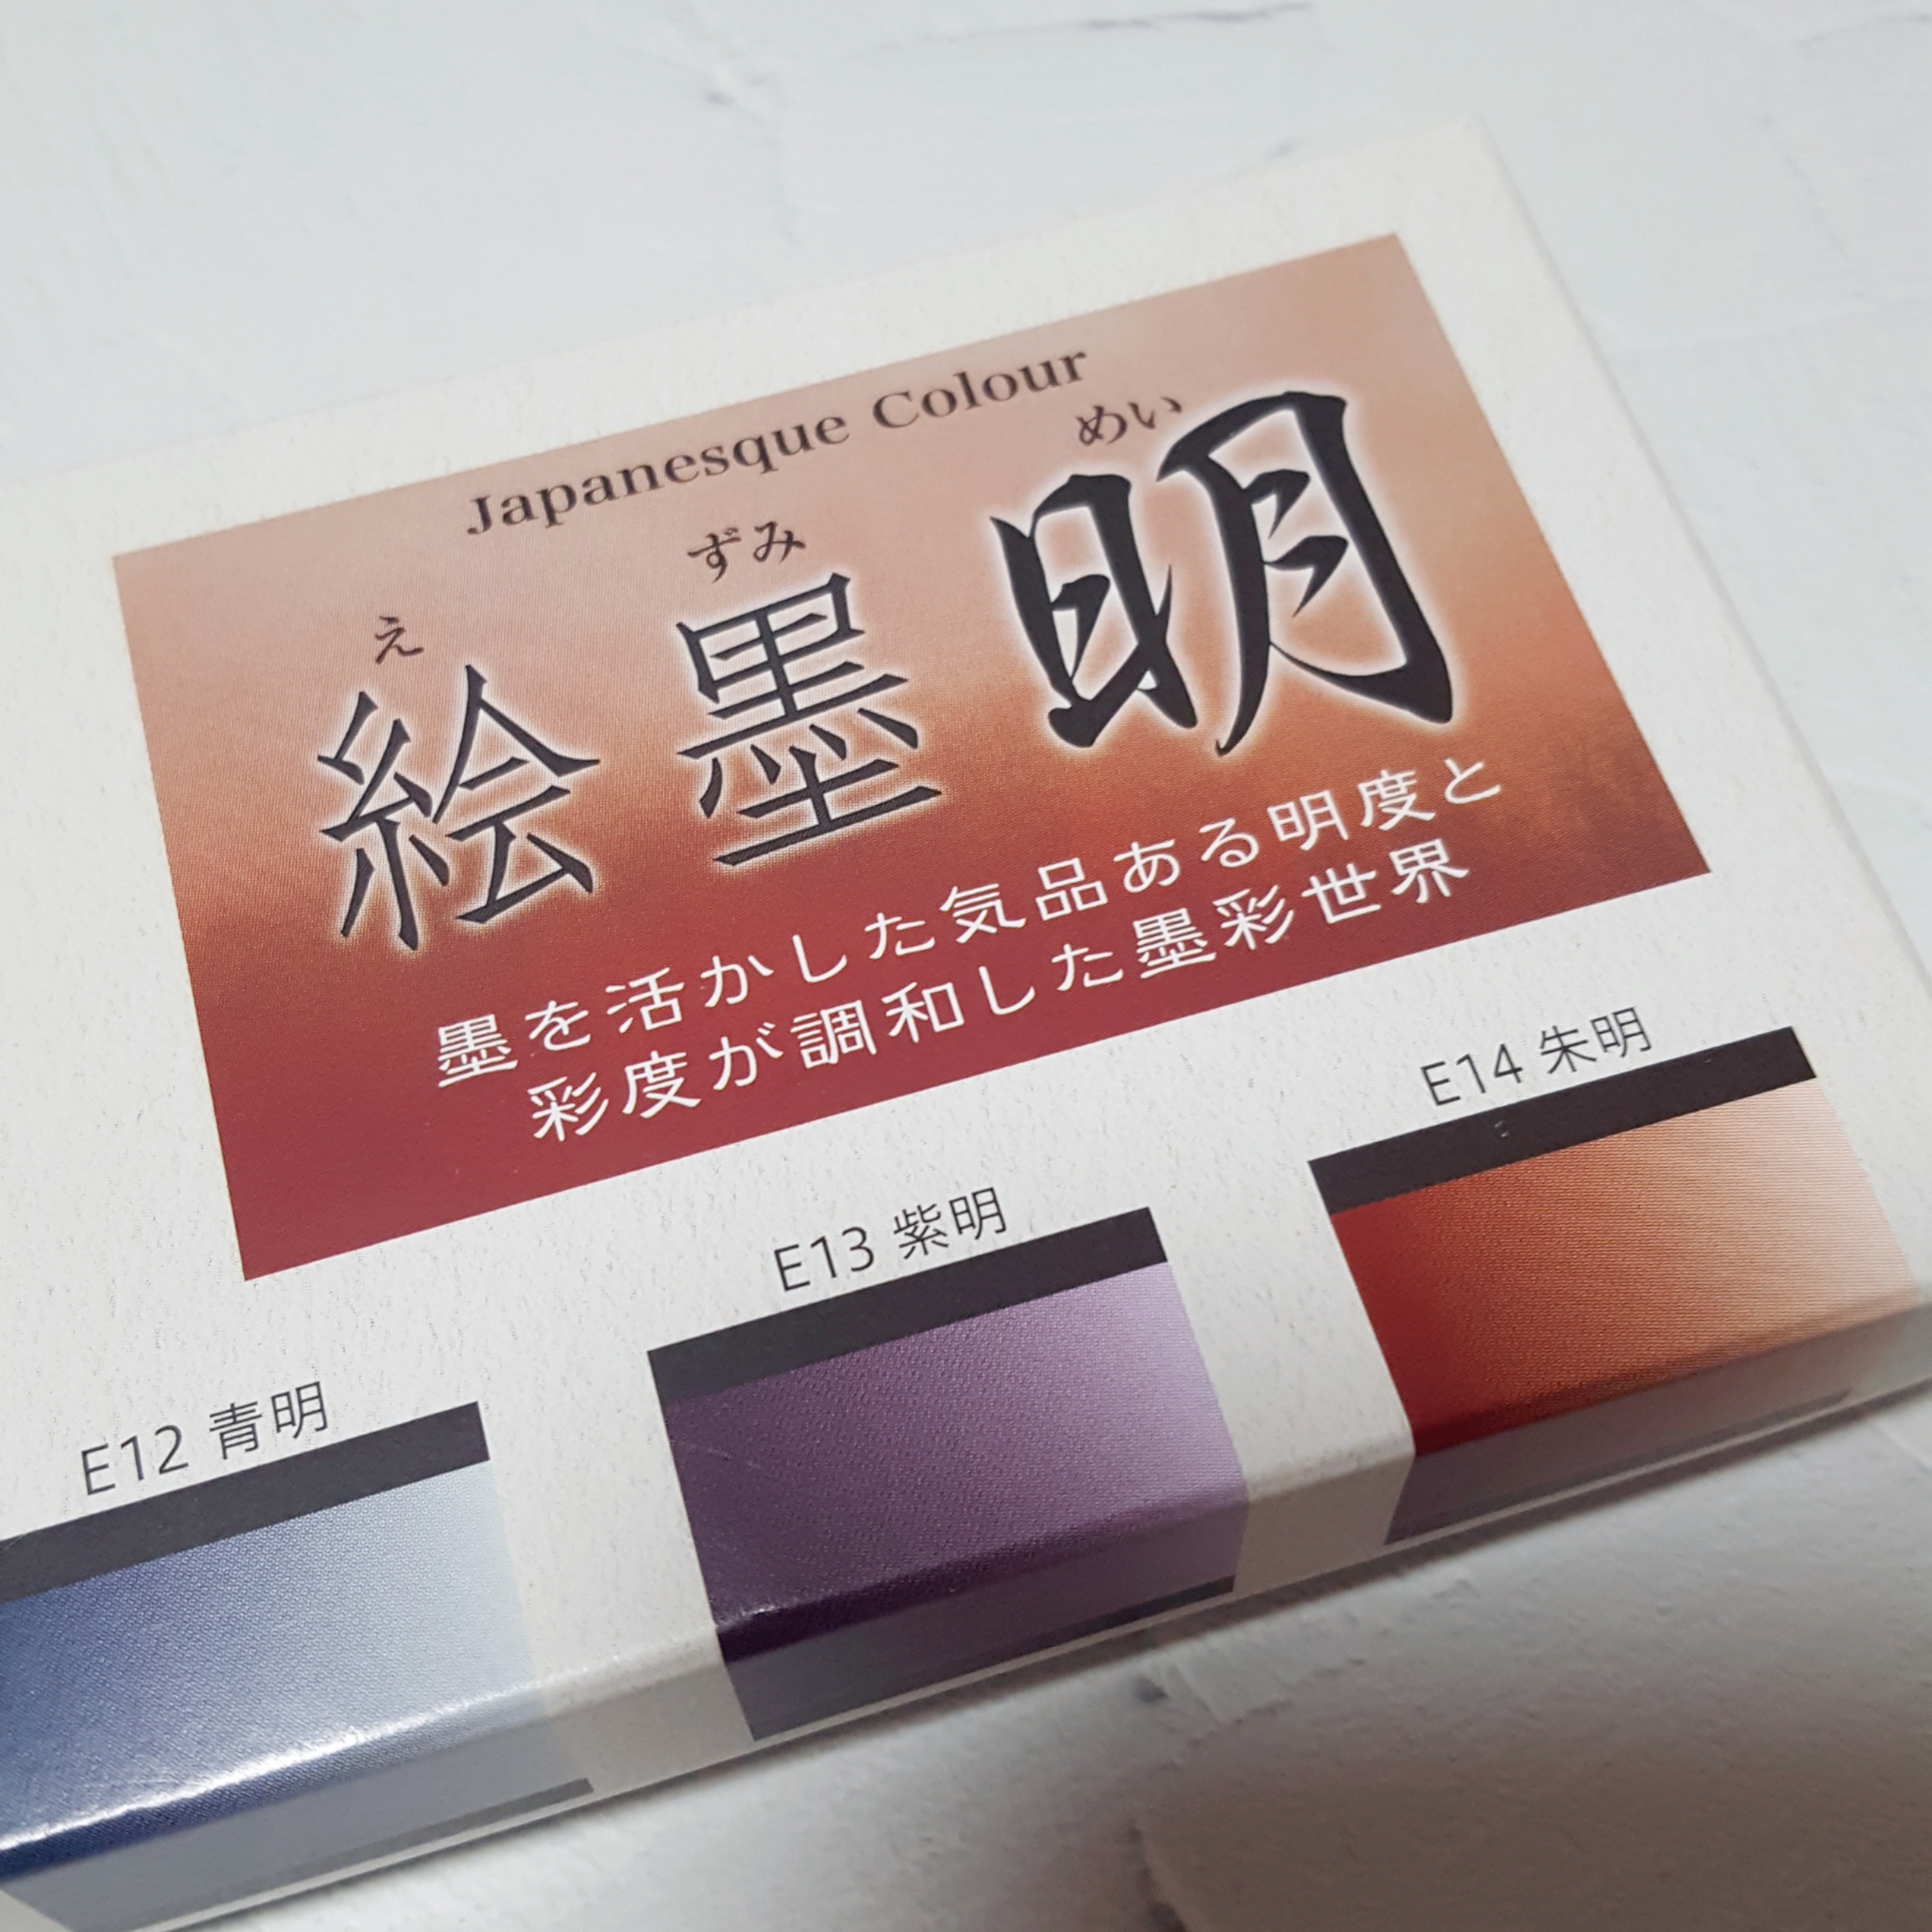 Japanesque Colour
え ずみ めい
絵墨明
墨を活かした気品ある明度と
彩度が調和した墨彩世界
E12 青明
E13 紫明
E14 朱明